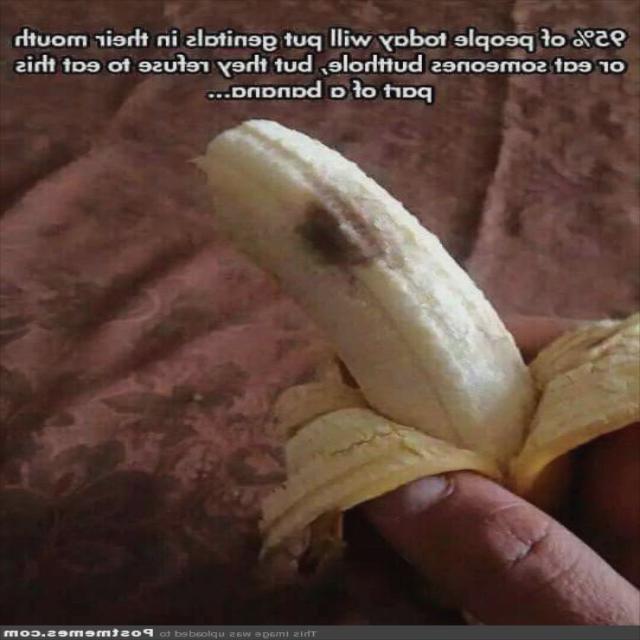 95% of people today will put genitals in their mouth
or eat someones butthole, but they refuse to eat this
part of a banana...
This image was uploaded to Postmemes.com